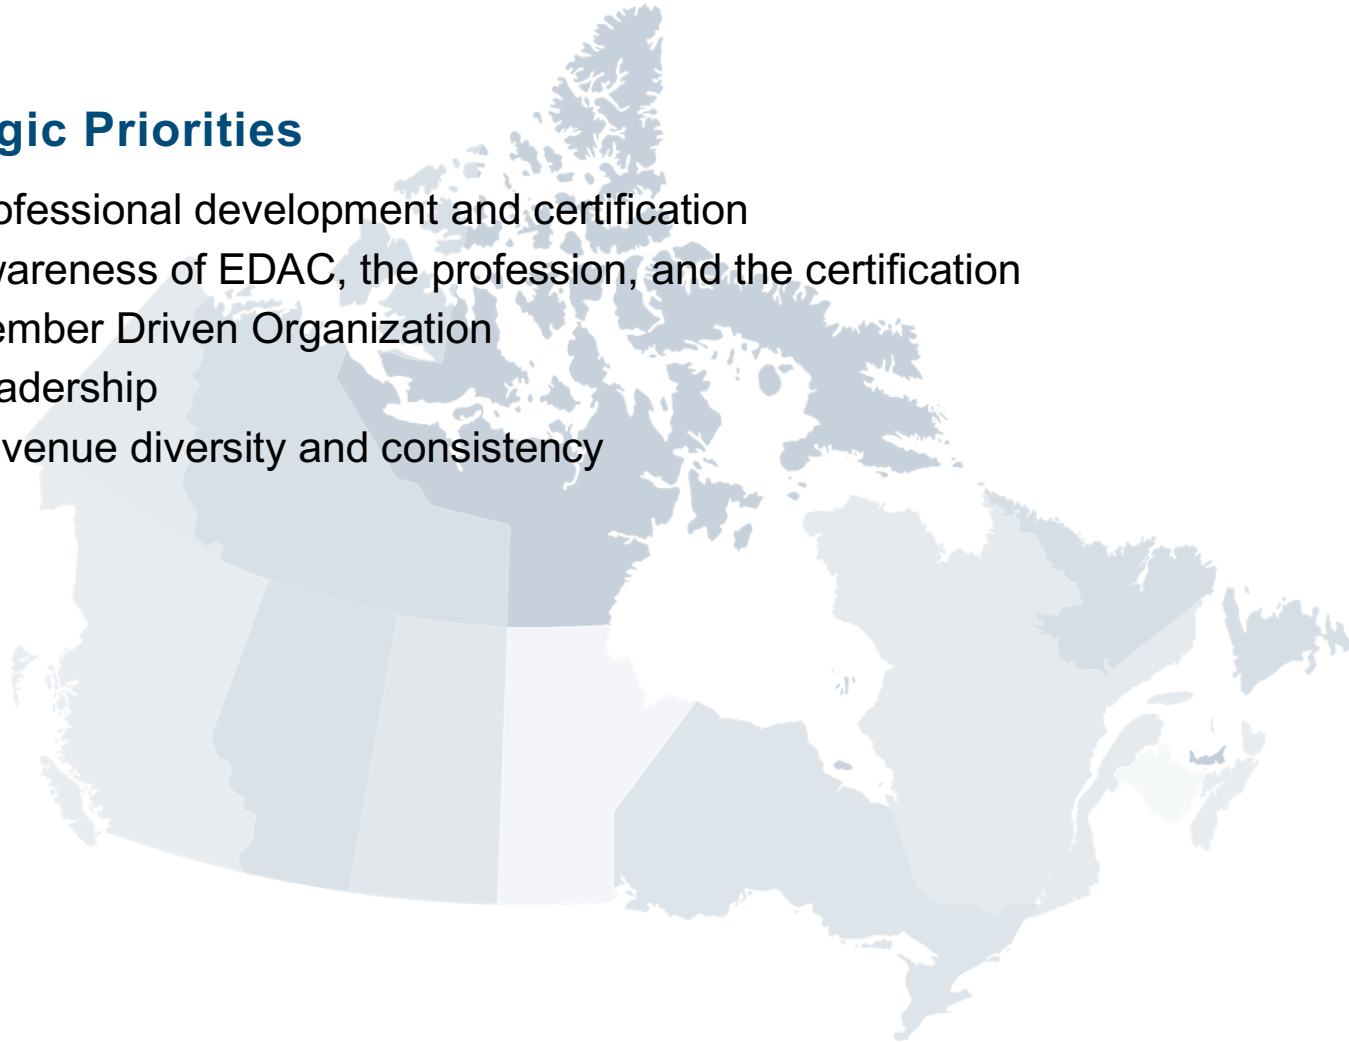 gic Priorities
ofessional development and certification
wareness of EDAC, the profession, and the certification
ember Driven Organization
adership
venue diversity and consistency